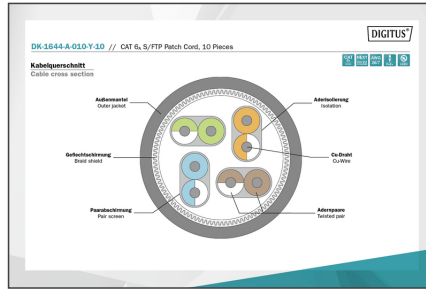 DIGITUS®
DK-1644-A-010-Y-10 // CAT 6A S/FTP Patch Cord, 10 Pieces
Kabelquerschnitt
Cable cross section
Außenmantel
Outer jacket
Aderisolierung
Isolation
Geflechtschirmung
Braid shield
Cu-Draht
Cu-Wire
Paarabschirmung
Pair screen
Adernpaare
Twisted pair